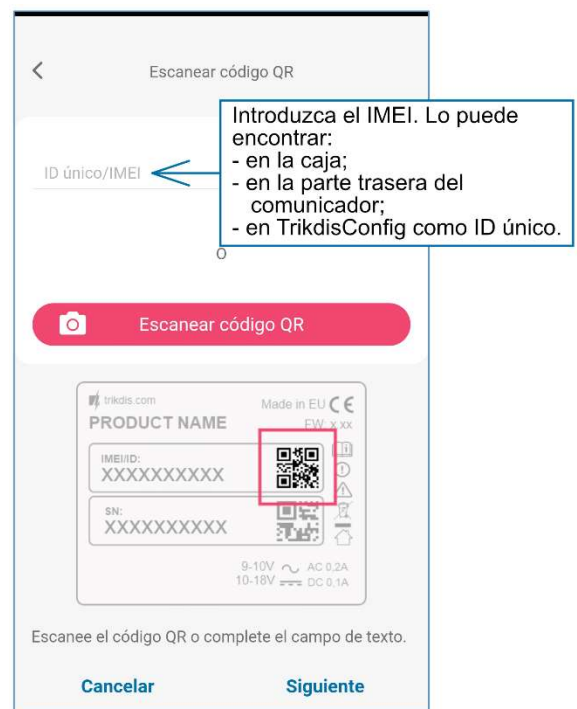 Escanear código QR
Introduzca el IMEI. Lo puede
encontrar:
- en la caja;
- en la parte trasera del
comunicador;
- en TrikdisConfig como ID único.
ID único/IMEI
O
Escanear código QR
trikdis.com
Made in EU CE
PRODUCT NAME
FW: x.xx
IMEI/ID:
XXXXXXXXXX
SN:
XXXXXXXXXX
9-10V AC 0,2A
10-18V DC 0,1A
Escanee el código QR o complete el campo de texto.
Cancelar
Siguiente